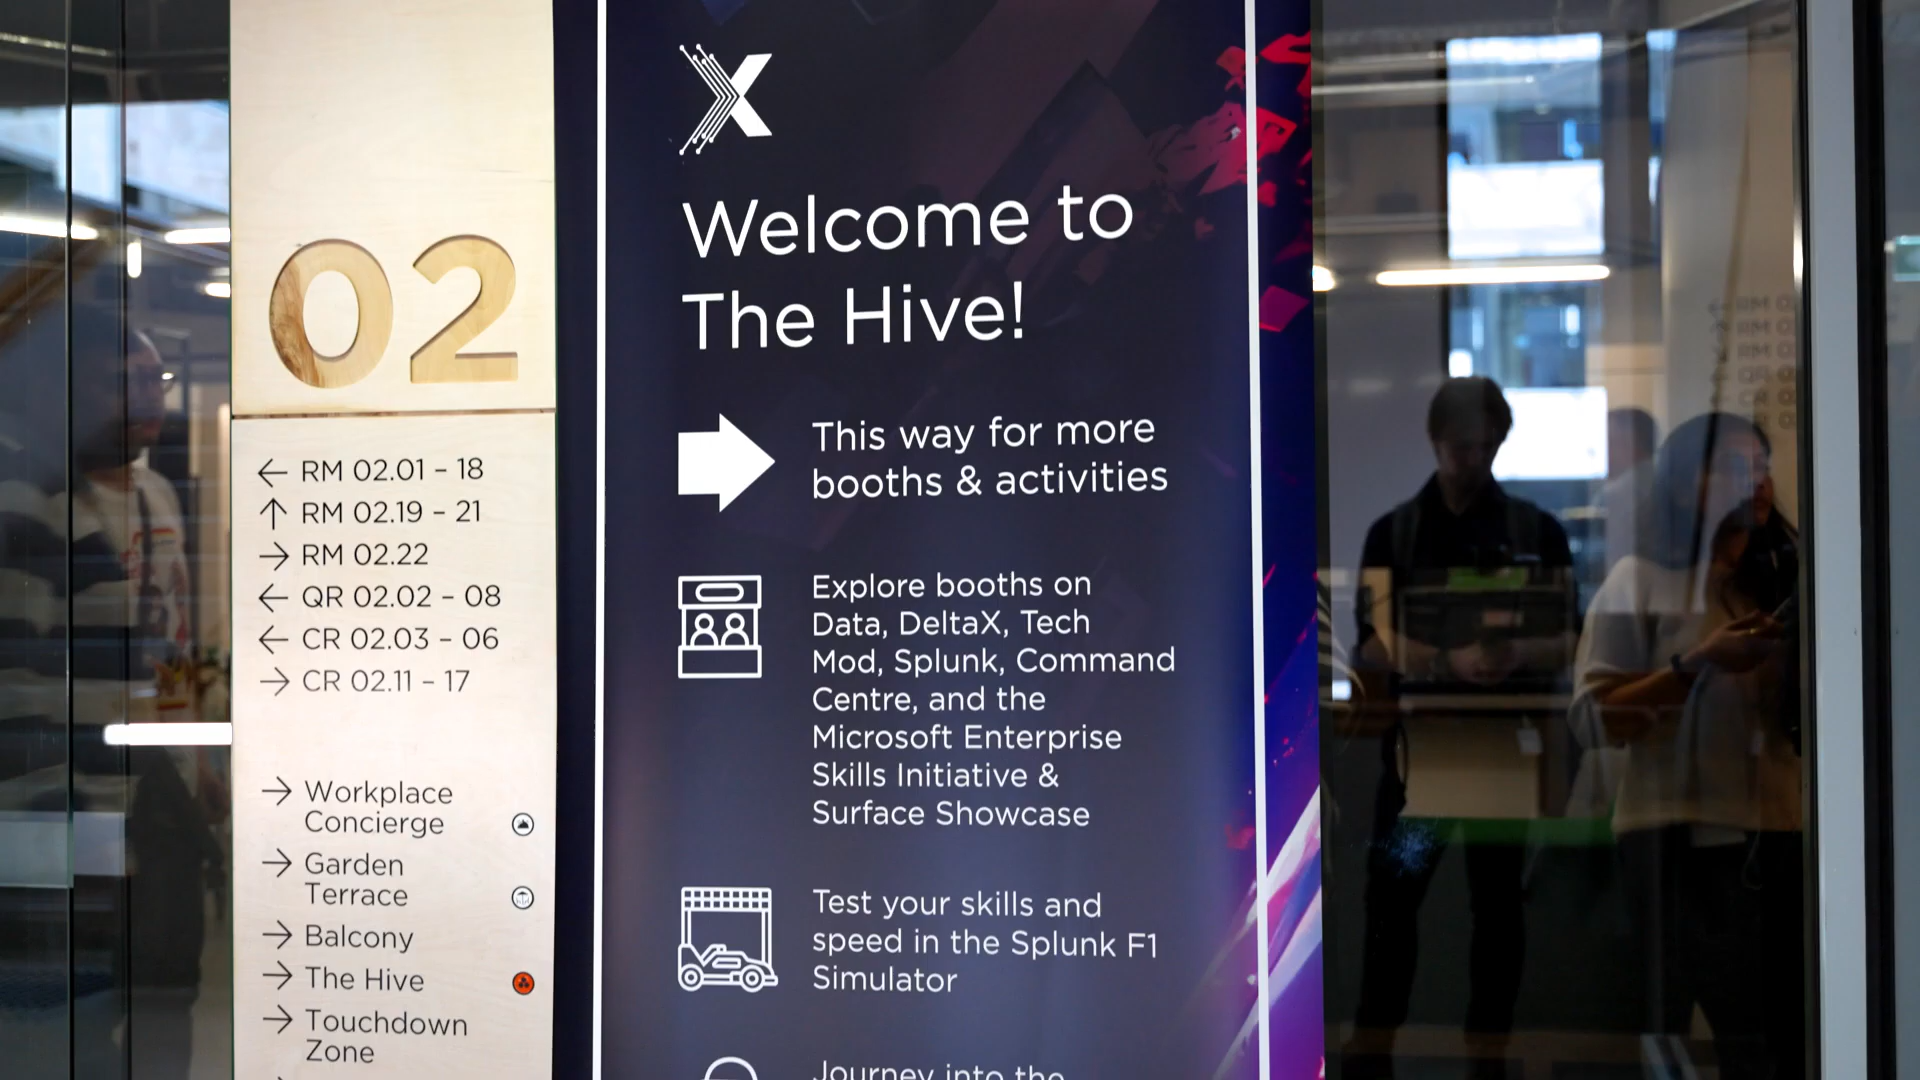 02
← RM 02.01 – 18
↑ RM 02.19 – 21
→ RM 02.22
← QR 02.02 – 08
← CR 02.03 – 06
→ CR 02.11 – 17
→ Workplace
Concierge
→ Garden
Terrace
→ Balcony
→ The Hive
→ Touchdown
Zone
X
Welcome to
The Hive!
This way for more
booths & activities
Explore booths on
Data, DeltaX, Tech
Mod, Splunk, Command
Centre, and the
Microsoft Enterprise
Skills Initiative &
Surface Showcase
Test your skills and
speed in the Splunk F1
Simulator
Journey into the